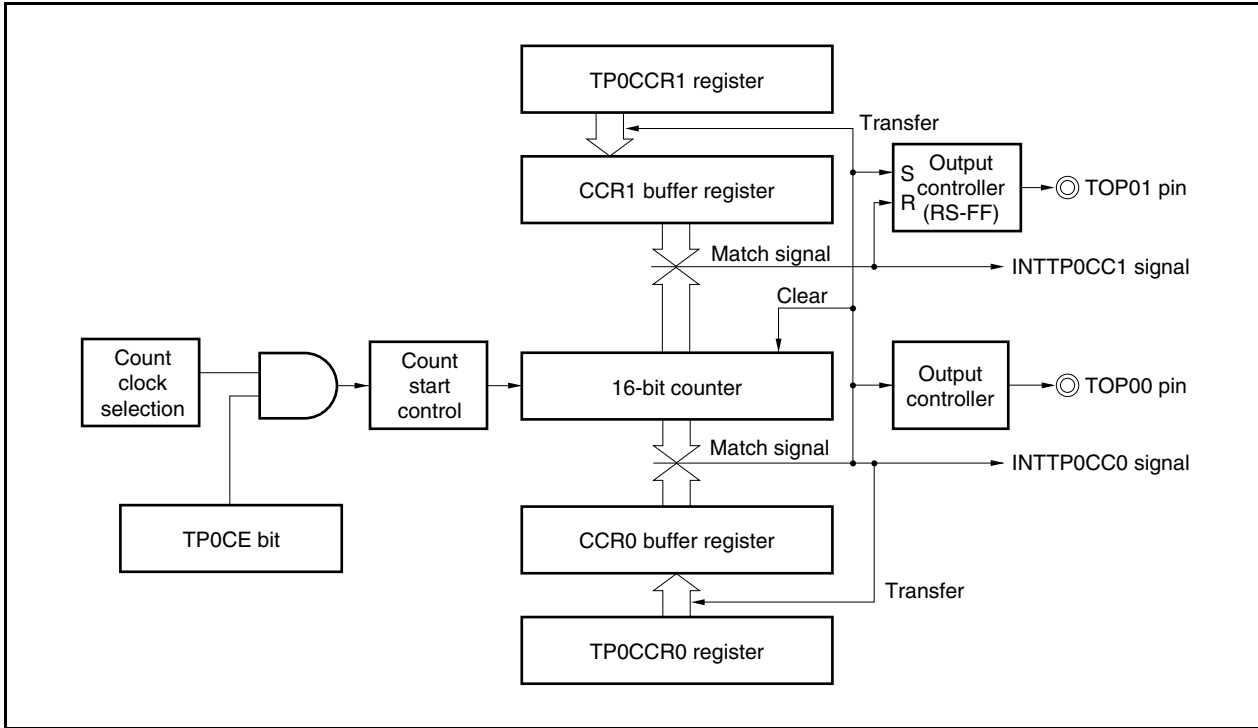 TP0CCR1 register
Transfer
CCR1 buffer register
S
R
Output
controller
(RS-FF)
TOP01 pin
Match signal
INTTP0CC1 signal
Clear
Count
clock
selection
Count
start
control
16-bit counter
Output
controller
TOP00 pin
Match signal
INTTP0CC0 signal
TP0CE bit
CCR0 buffer register
Transfer
TP0CCR0 register